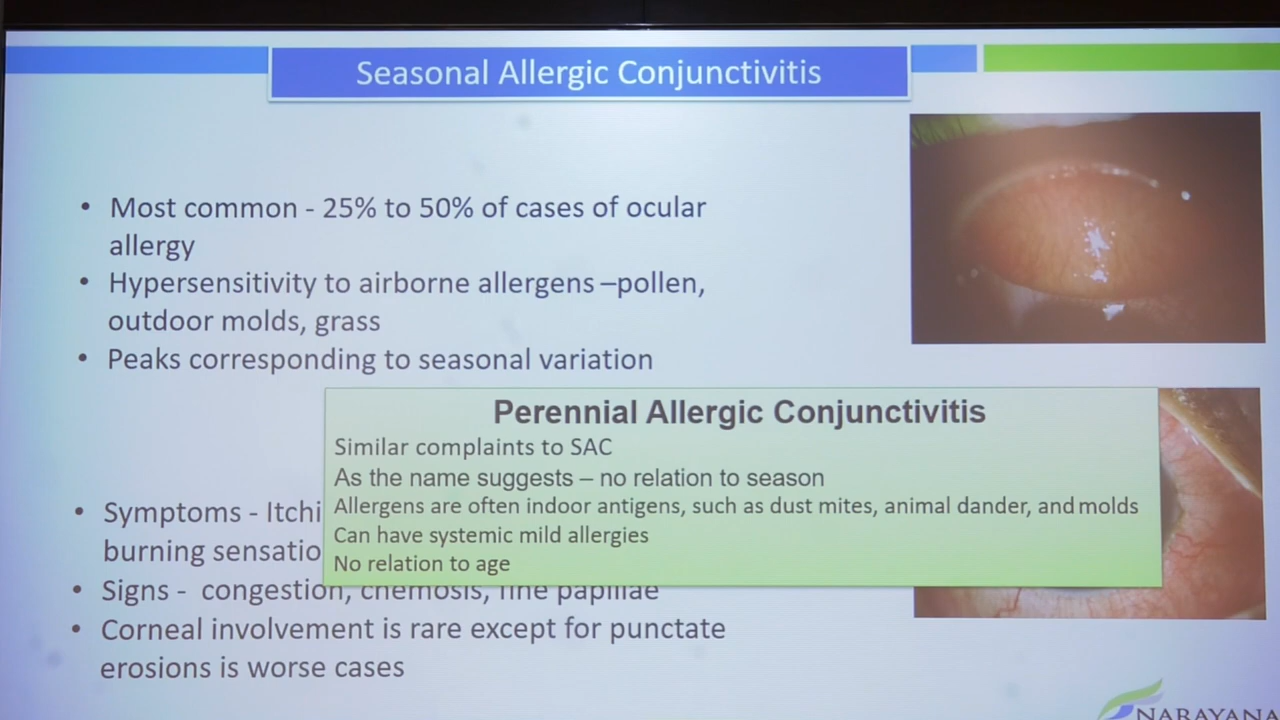 Seasonal Allergic Conjunctivitis
• Most common - 25% to 50% of cases of ocular
allergy
• Hypersensitivity to airborne allergens –pollen,
outdoor molds, grass
• Peaks corresponding to seasonal variation
Perennial Allergic Conjunctivitis
Similar complaints to SAC
As the name suggests – no relation to season
Allergens are often indoor antigens, such as dust mites, animal dander, and molds
Can have systemic mild allergies
No relation to age
• Symptoms - Itchi
burning sensatio
• Signs - congestion, chemosis, fine papillae
• Corneal involvement is rare except for punctate
erosions is worse cases
NARAYANA